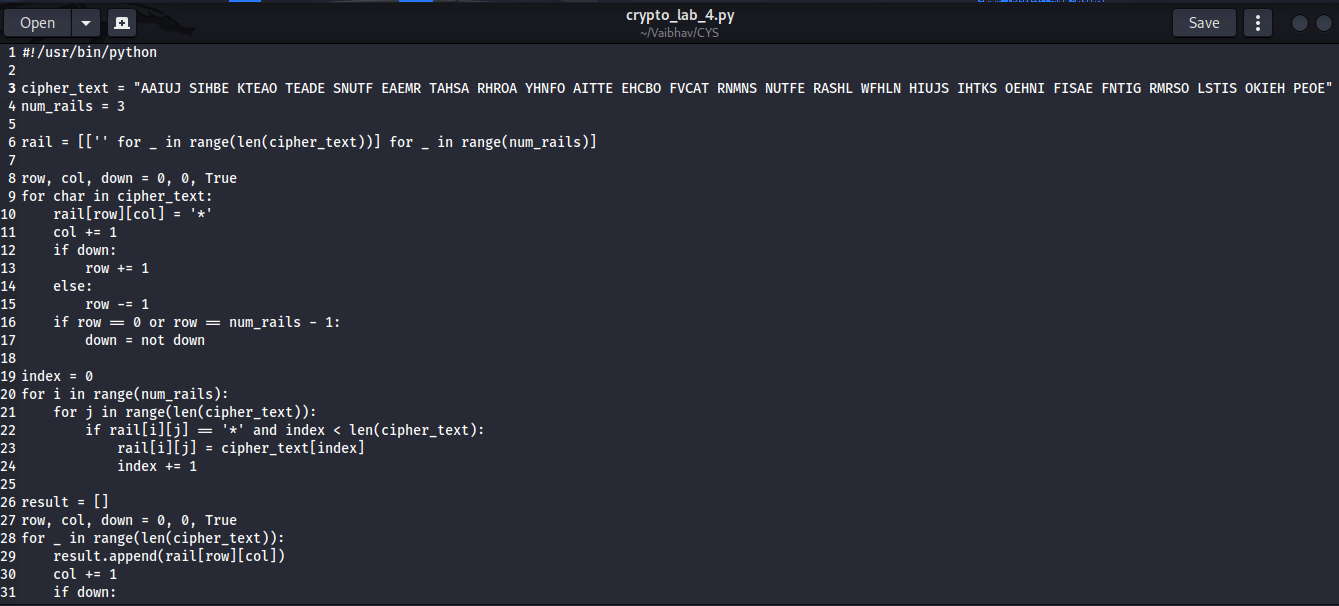 Open
crypto_lab_4.py
~/Vaibhav/CYS
Save
1 #!/usr/bin/python
2
3 cipher_text = "AAIUJ SIHBE KTEAO TEADE SNUTF EAEMR TAHSA RHROA YHNFO AITTE EHCBO FVCAT RNMNS NUTFE RASHL WFHLN HIUJS IHTKS OEHNI FISAE FNTIG RMRSO LSTIS OKIEH PEOE"
4 num_rails = 3
5
6 rail = [['' for _ in range(len(cipher_text))] for _ in range(num_rails)]
7
8 row, col, down = 0, 0, True
9 for char in cipher_text:
10     rail[row][col] = '*'
11     col += 1
12     if down:
13         row += 1
14     else:
15         row -= 1
16     if row == 0 or row == num_rails - 1:
17         down = not down
18
19 index = 0
20 for i in range(num_rails):
21     for j in range(len(cipher_text)):
22         if rail[i][j] == '*' and index < len(cipher_text):
23             rail[i][j] = cipher_text[index]
24             index += 1
25
26 result = []
27 row, col, down = 0, 0, True
28 for _ in range(len(cipher_text)):
29     result.append(rail[row][col])
30     col += 1
31     if down: